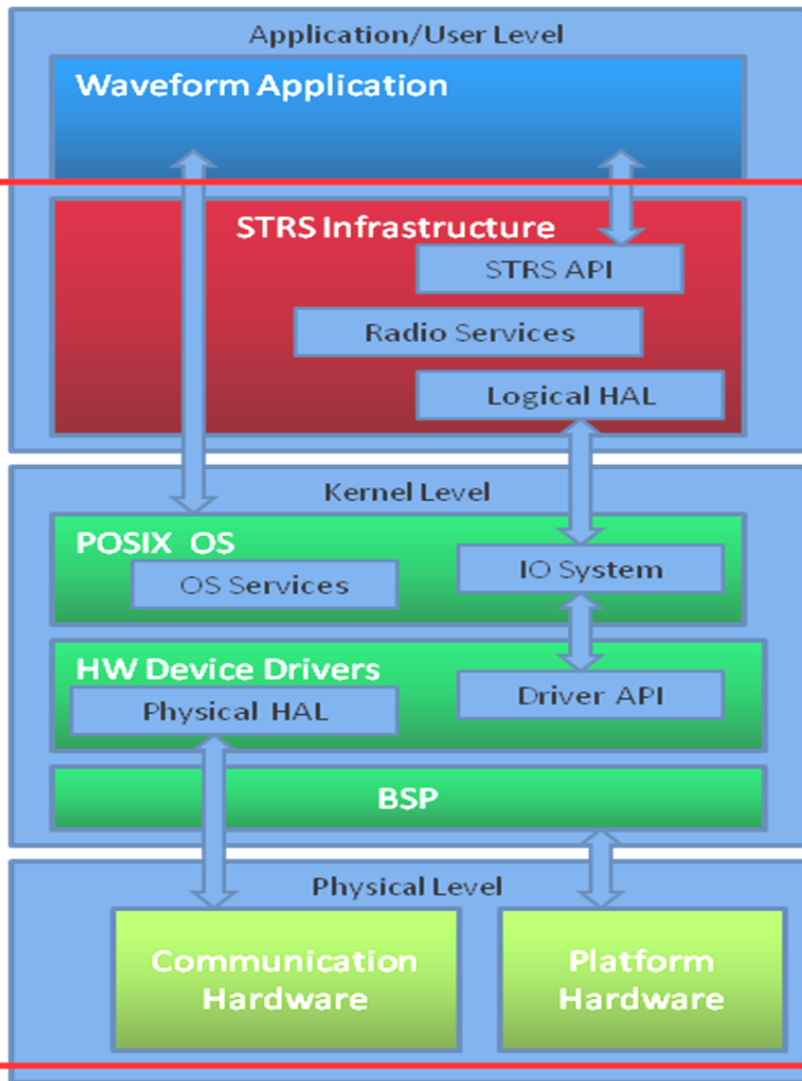 Application/User Level
Waveform Application
STRS Infrastructure
STRS API
Radio Services
Logical HAL
Kernel Level
POSIX OS
OS Services
IO System
HW Device Drivers
Physical HAL
Driver API
BSP
Physical Level
Communication
Hardware
Platform
Hardware